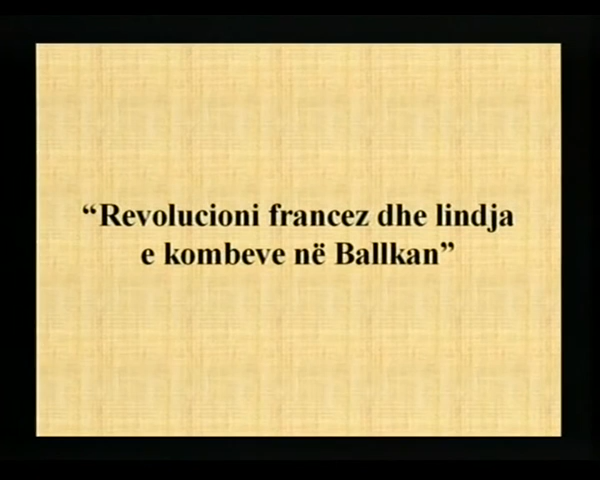 “Revolucioni francez dhe lindja
e kombeve në Ballkan”